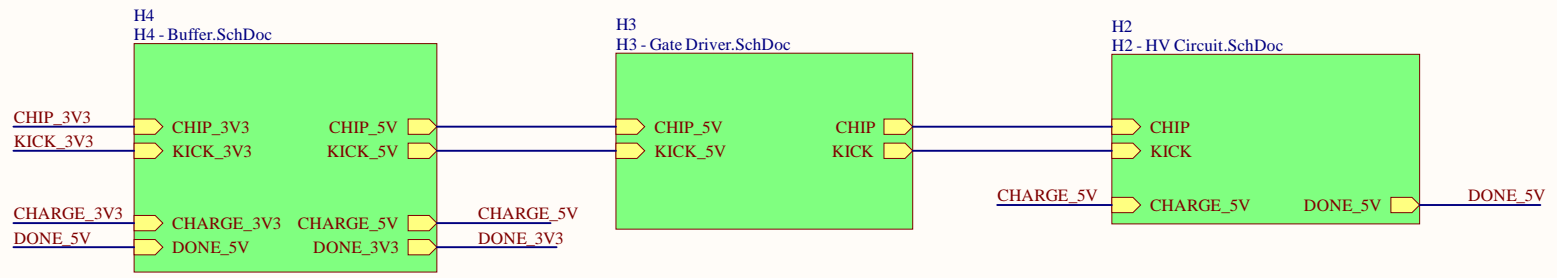 H4
H4 - Buffer.SchDoc
H3
H3 - Gate Driver.SchDoc
H2
H2 - HV Circuit.SchDoc
CHIP_3V3
CHIP_3V3
CHIP_5V
CHIP_5V
CHIP
CHIP
KICK_3V3
KICK_3V3
KICK_5V
KICK_5V
KICK
KICK
CHARGE_3V3
CHARGE_3V3
CHARGE_5V
CHARGE_5V
CHARGE_5V
CHARGE_5V
DONE_5V
DONE_5V
DONE_5V
DONE_5V
DONE_3V3
DONE_3V3